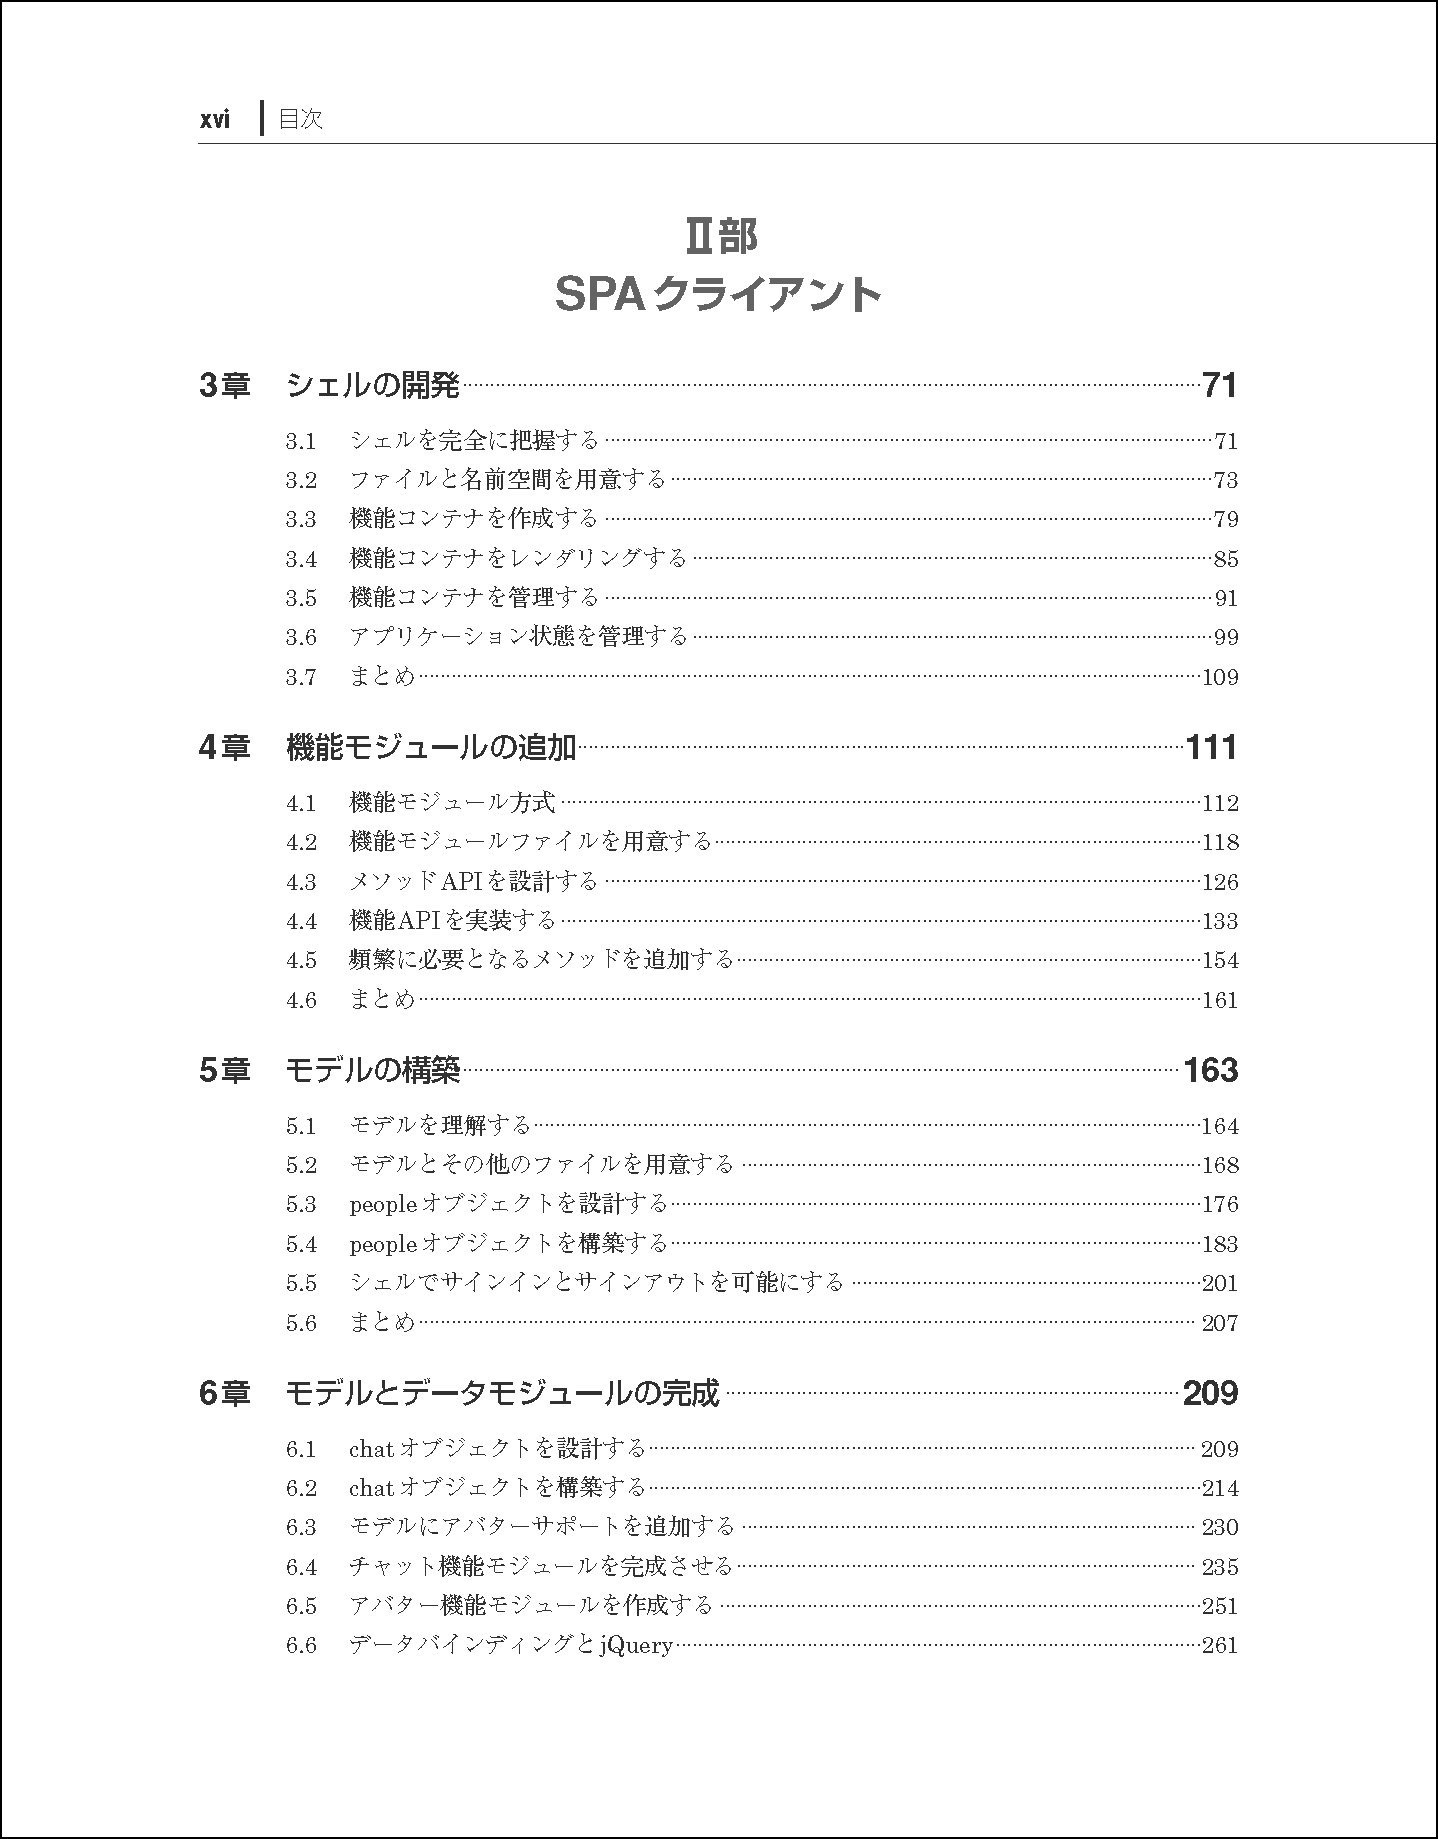 xvi 目次
Ⅱ部
SPAクライアント
3章 シェルの開発 71
3.1 シェルを完全に把握する 71
3.2 ファイルと名前空間を用意する 73
3.3 機能コンテナを作成する 79
3.4 機能コンテナをレンダリングする 85
3.5 機能コンテナを管理する 91
3.6 アプリケーション状態を管理する 99
3.7 まとめ 109
4章 機能モジュールの追加 111
4.1 機能モジュール方式 112
4.2 機能モジュールファイルを用意する 118
4.3 メソッドAPIを設計する 126
4.4 機能APIを実装する 133
4.5 頻繁に必要となるメソッドを追加する 154
4.6 まとめ 161
5章 モデルの構築 163
5.1 モデルを理解する 164
5.2 モデルとその他のファイルを用意する 168
5.3 peopleオブジェクトを設計する 176
5.4 peopleオブジェクトを構築する 183
5.5 シェルでサインインとサインアウトを可能にする 201
5.6 まとめ 207
6章 モデルとデータモジュールの完成 209
6.1 chatオブジェクトを設計する 209
6.2 chatオブジェクトを構築する 214
6.3 モデルにアバターサポートを追加する 230
6.4 チャット機能モジュールを完成させる 235
6.5 アバター機能モジュールを作成する 251
6.6 データバインディングとjQuery 261